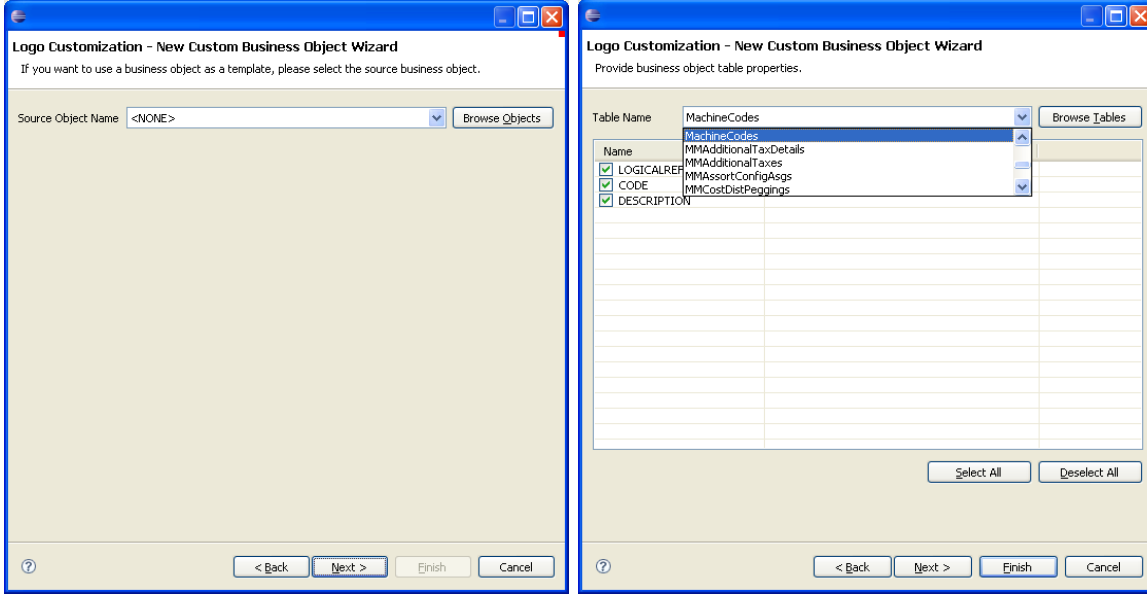 Logo Customization - New Custom Business Object Wizard
If you want to use a business object as a template, please select the source business object.
Source Object Name <NONE> Browse Objects
< Back Next > Finish Cancel
Logo Customization - New Custom Business Object Wizard
Provide business object table properties.
Table Name MachineCodes Browse Tables
MachineCodes
MMAdditionalTaxDetails
MMAdditionalTaxes
MMAssortConfigAsgs
MMCostDistPeggings
Name
LOGICALREF
CODE
DESCRIPTION
Select All Deselect All
< Back Next > Finish Cancel